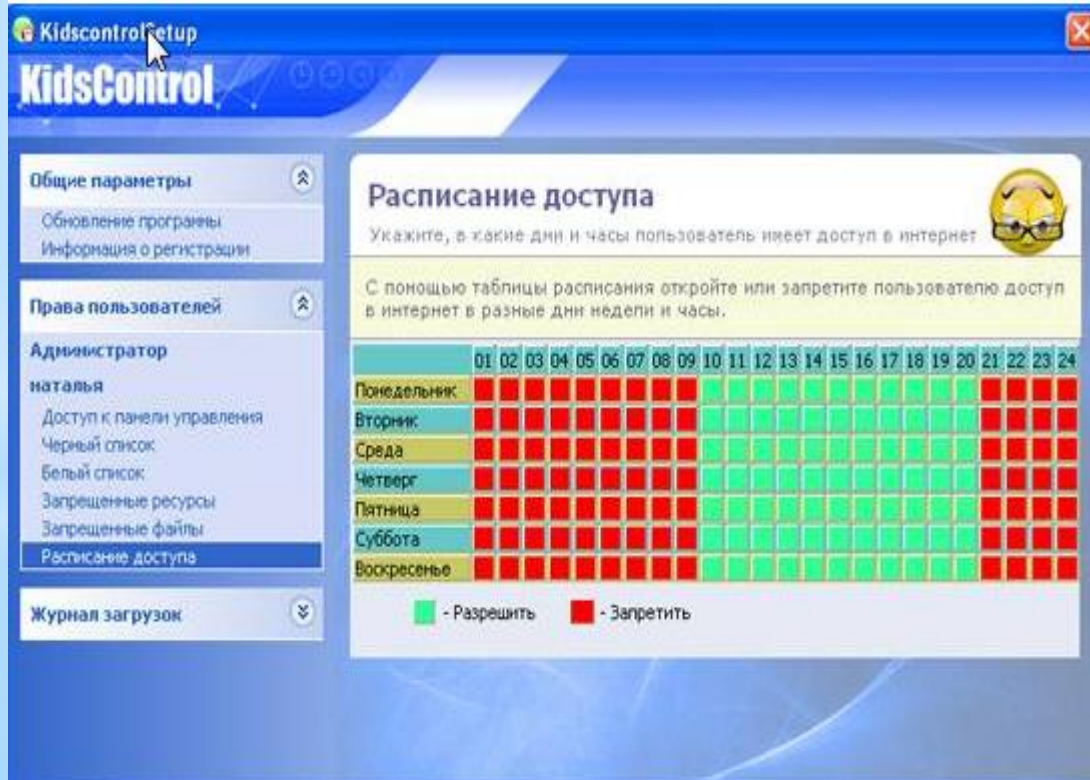 KidscontrolSetup
KidsControl
Общие параметры
Обновление программы
Информация о регистрации
Права пользователей
Администратор
наталья
Доступ к панели управления
Черный список
Белый список
Запрещенные ресурсы
Запрещенные файлы
Расписание доступа
Журнал загрузок
Расписание доступа
Укажите, в какие дни и часы пользователь имеет доступ в интернет
С помощью таблицы расписания откройте или запретите пользователю доступ
в интернет в разные дни недели и часы.
01 02 03 04 05 06 07 08 09 10 11 12 13 14 15 16 17 18 19 20 21 22 23 24
Понедельник
Вторник
Среда
Четверг
Пятница
Суббота
Воскресенье
- Разрешить - Запретить